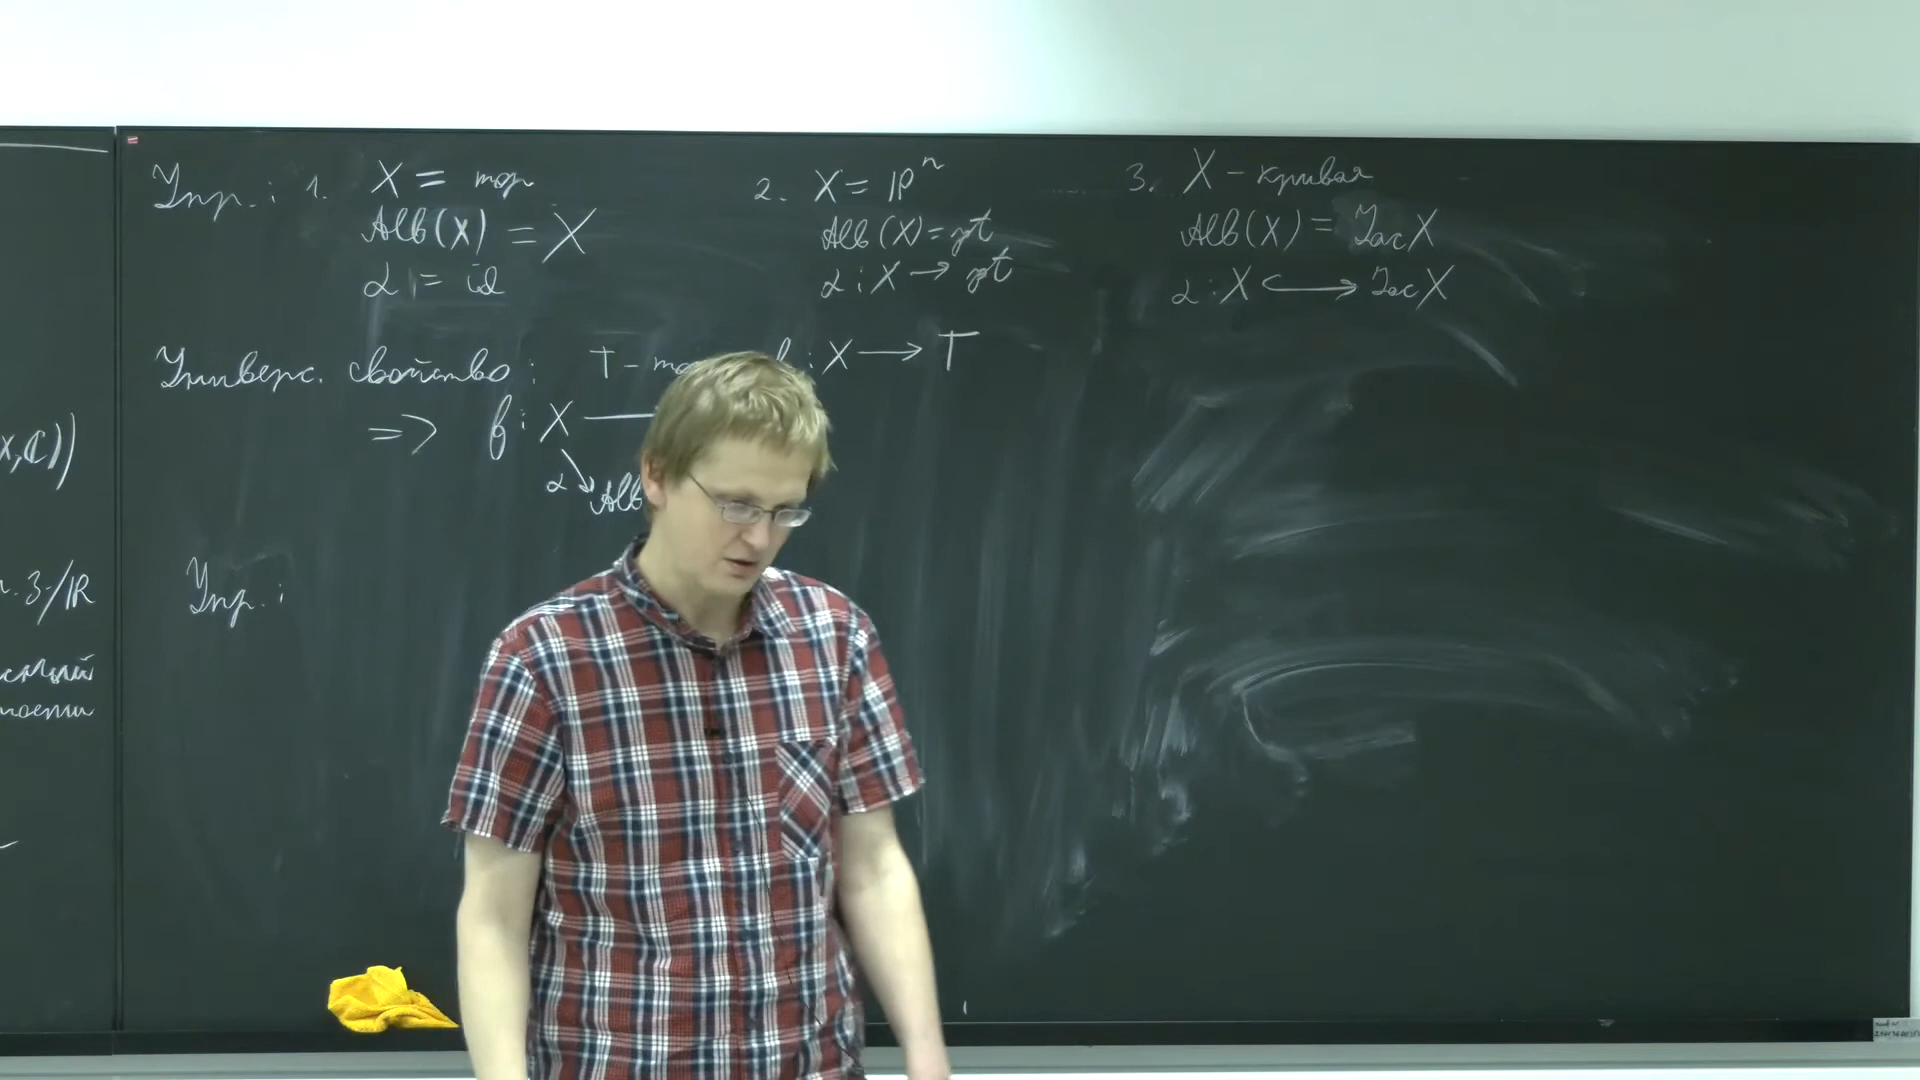 x,ℂ))
. 3-/ℝ
Упр.: 1. X = тор
Alb(X) = X
α = id
2. X = ℙⁿ
Alb(X) = pt
α: X → pt
3. X - кривая
Alb(X) = Jac X
α: X ↪ Jac X
Универс. свойство: T - : X → T
=> f: X
α ↘ Alb
Упр.: